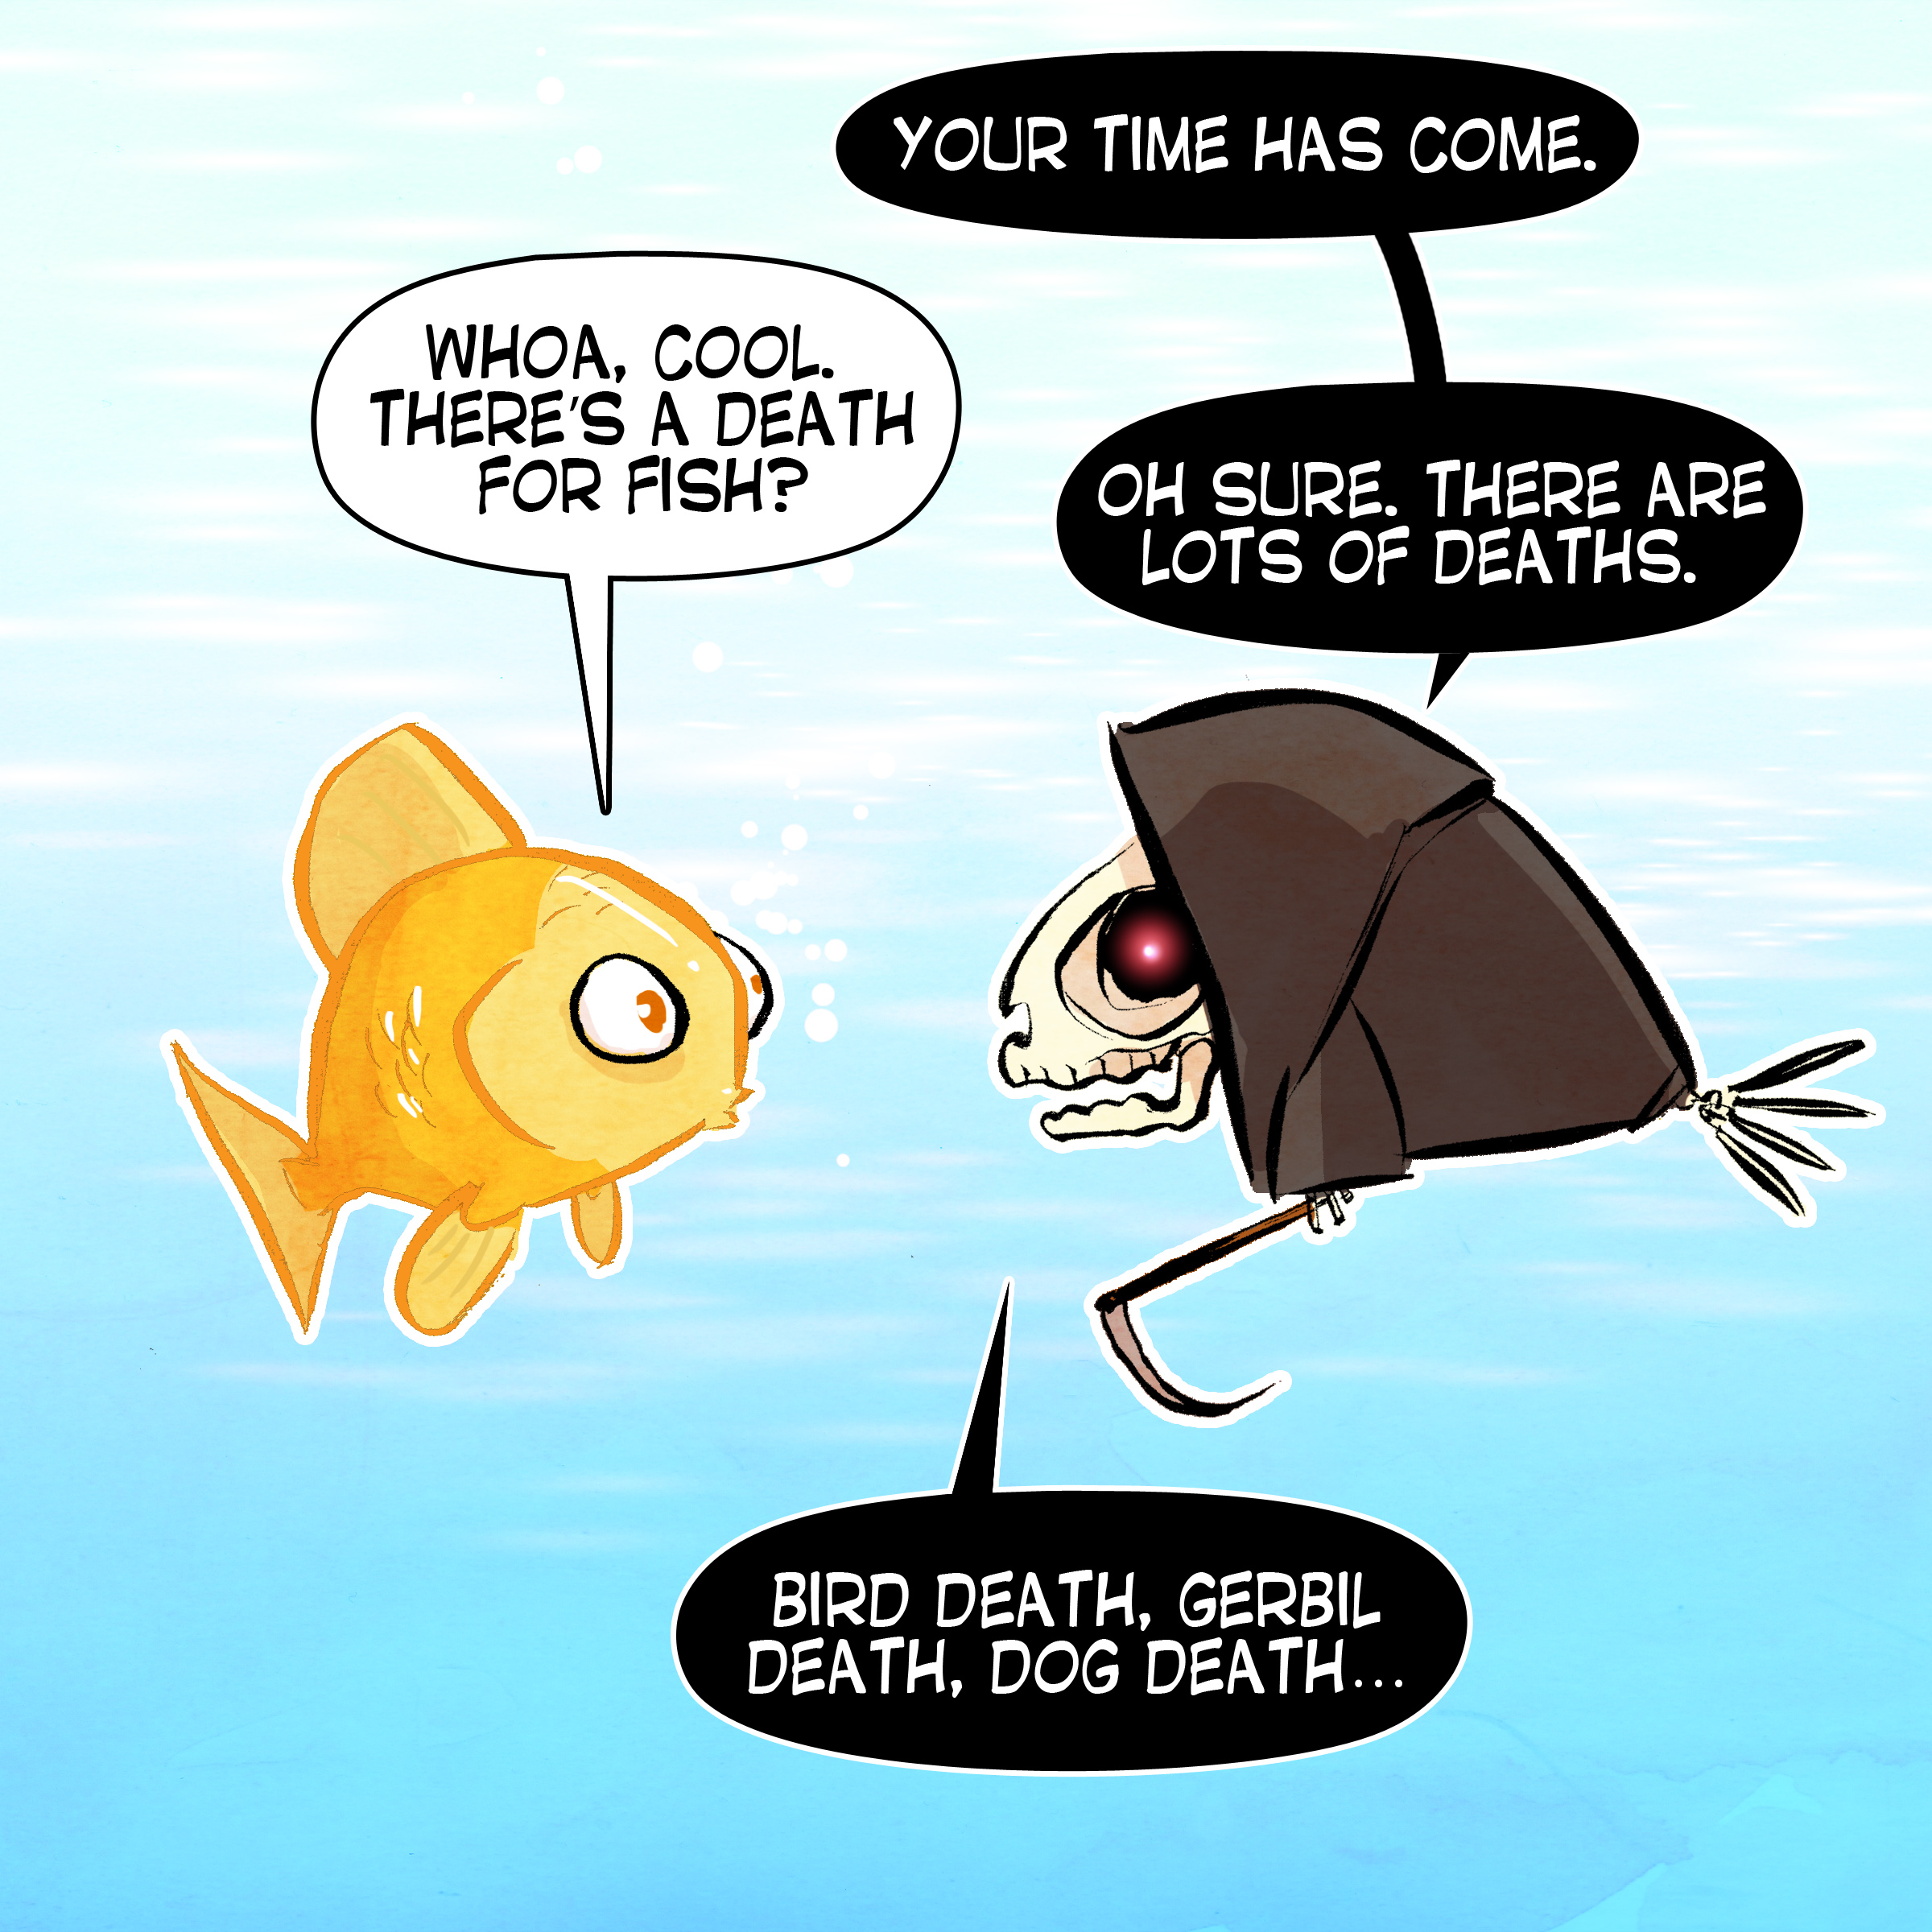 YOUR TIME HAS COME.
WHOA, COOL.
THERE'S A DEATH
FOR FISH?
OH SURE. THERE ARE
LOTS OF DEATHS.
BIRD DEATH, GERBIL
DEATH, DOG DEATH...